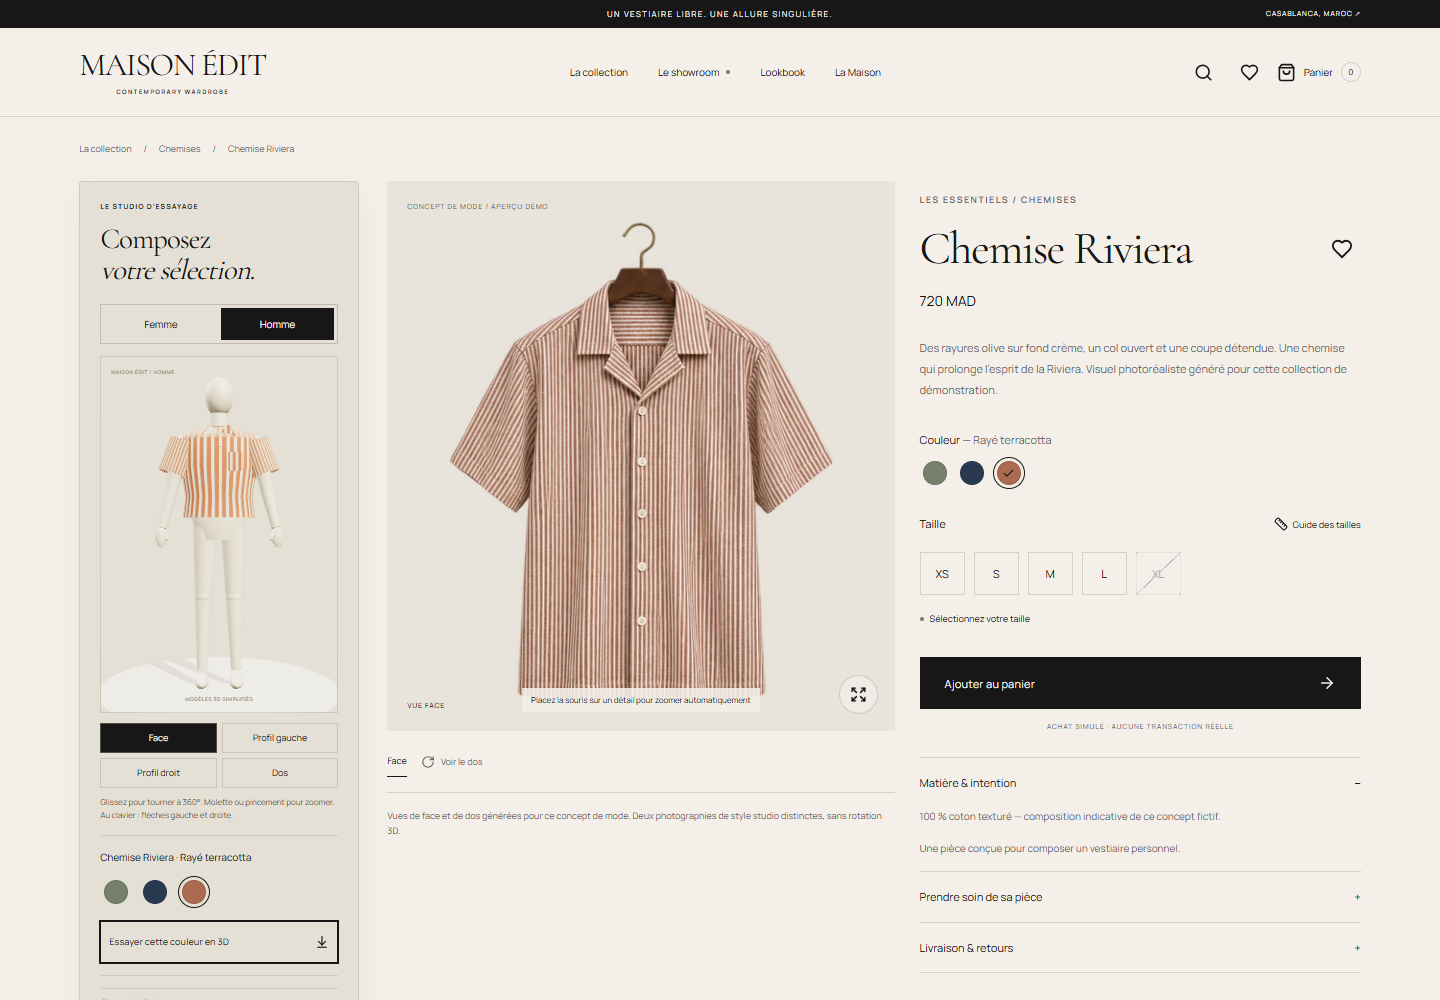 UN VESTIAIRE LIBRE. UNE ALLURE SINGULIÈRE.
CASABLANCA, MAROC ↗
MAISON ÉDIT
CONTEMPORARY WARDROBE
La collection
Le showroom
Lookbook
La Maison
Panier
0
La collection / Chemises / Chemise Riviera
LE STUDIO D'ESSAYAGE
Composez
votre sélection.
Femme
Homme
MAISON ÉDIT / HOMME
MODÈLES 3D SIMPLIFIÉS
Face
Profil gauche
Profil droit
Dos
Glissez pour tourner à 360°. Molette ou pincement pour zoomer.
Au clavier : flèches gauche et droite.
Chemise Riviera · Rayé terracotta
Essayer cette couleur en 3D
CONCEPT DE MODE / APERÇU DÉMO
VUE FACE
Placez la souris sur un détail pour zoomer automatiquement
Face
Voir le dos
Vues de face et de dos générées pour ce concept de mode. Deux photographies de style studio distinctes, sans rotation
3D.
LES ESSENTIELS / CHEMISES
Chemise Riviera
720 MAD
Des rayures olive sur fond crème, un col ouvert et une coupe détendue. Une chemise
qui prolonge l'esprit de la Riviera. Visuel photoréaliste généré pour cette collection de
démonstration.
Couleur — Rayé terracotta
Taille
Guide des tailles
XS
S
M
L
XL
Sélectionnez votre taille
Ajouter au panier
ACHAT SIMULÉ · AUCUNE TRANSACTION RÉELLE
Matière & intention
−
100 % coton texturé — composition indicative de ce concept fictif.
Une pièce conçue pour composer un vestiaire personnel.
Prendre soin de sa pièce
+
Livraison & retours
+